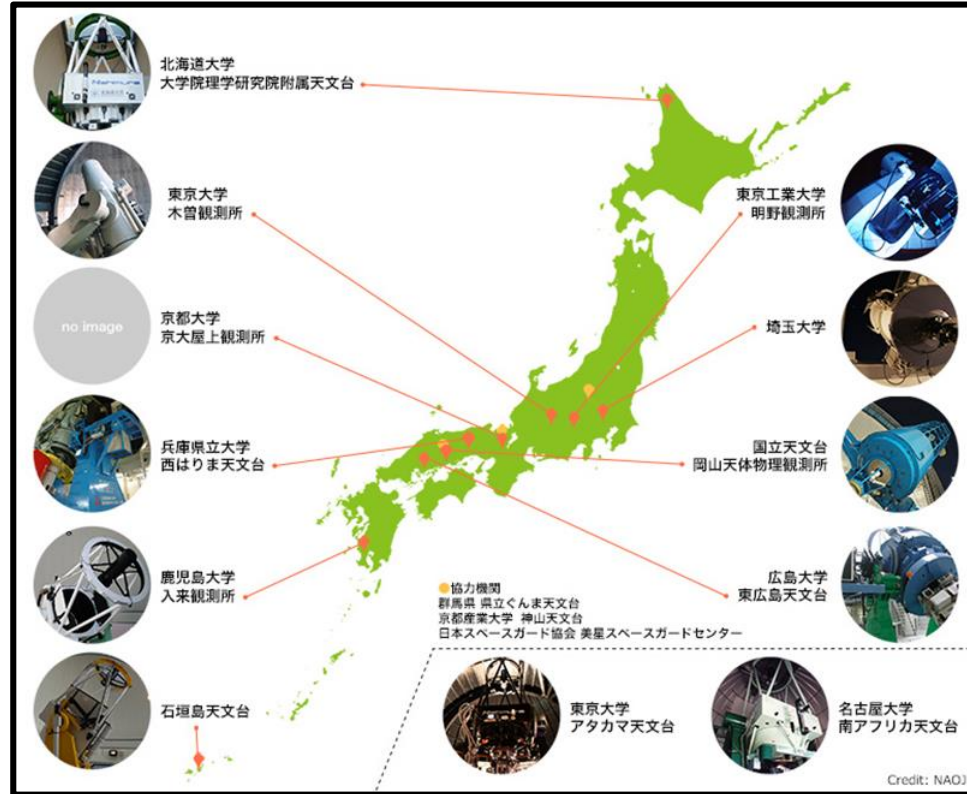 北海道大学
大学院理学研究院附属天文台
東京大学
木曽観測所
no image
京都大学
京大屋上観測所
兵庫県立大学
西はりま天文台
鹿児島大学
入来観測所
石垣島天文台
東京工業大学
明野観測所
埼玉大学
国立天文台
岡山天体物理観測所
広島大学
東広島天文台
協力機関
群馬県 県立ぐんま天文台
京都産業大学 神山天文台
日本スペースガード協会 美星スペースガードセンター
東京大学
アタカマ天文台
名古屋大学
南アフリカ天文台
Credit: NAOJ